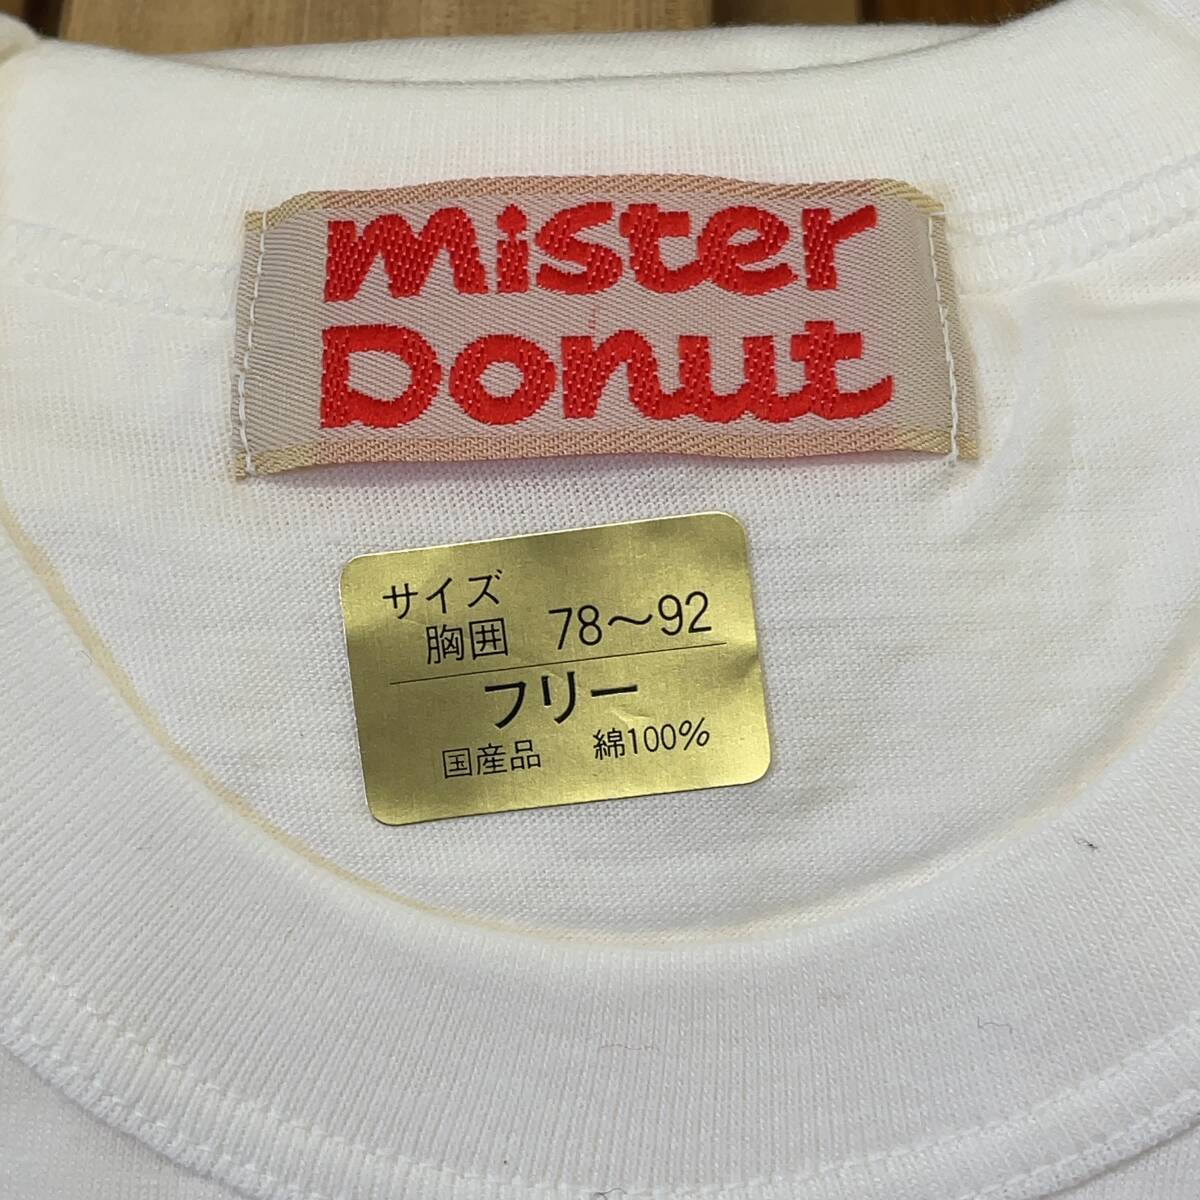 mister
Donut
サイズ
胸囲 78～92
フリー
国産品 綿100%